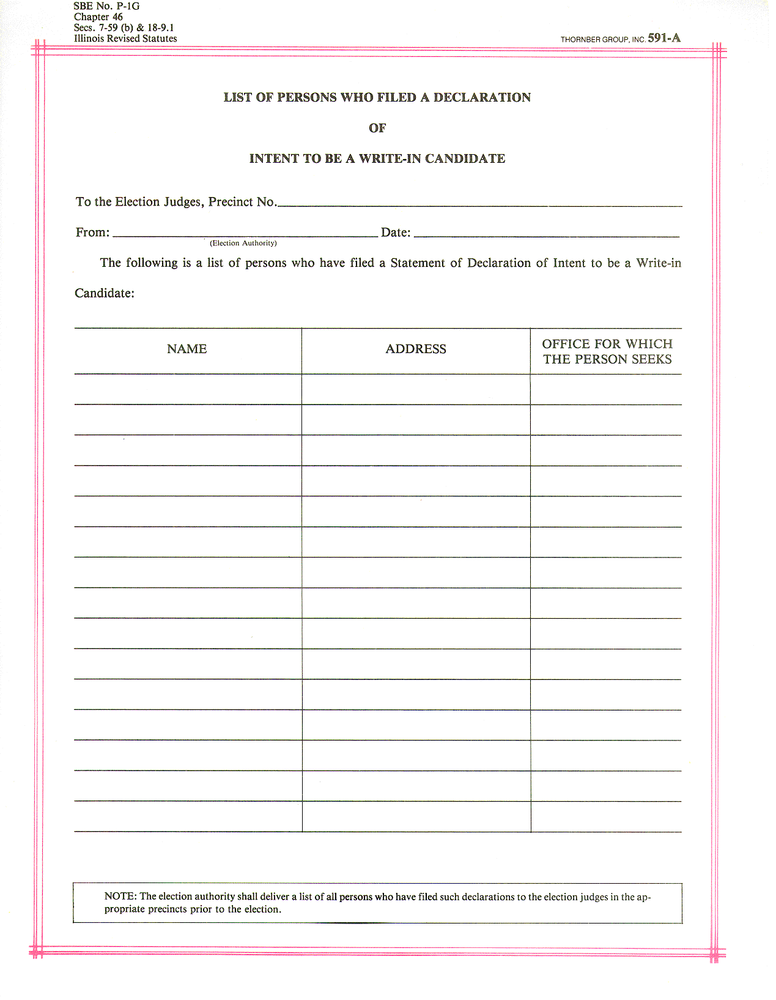 SBE No. P-1G
Chapter 46
Secs. 7-59 (b) & 18-9.1
Illinois Revised Statutes
THORNBER GROUP, INC. 591-A
LIST OF PERSONS WHO FILED A DECLARATION
OF
INTENT TO BE A WRITE-IN CANDIDATE
To the Election Judges, Precinct No.
From: Date:
(Election Authority)
The following is a list of persons who have filed a Statement of Declaration of Intent to be a Write-in
Candidate:
NAME
ADDRESS
OFFICE FOR WHICH
THE PERSON SEEKS
NOTE: The election authority shall deliver a list of all persons who have filed such declarations to the election judges in the ap-
propriate precincts prior to the election.